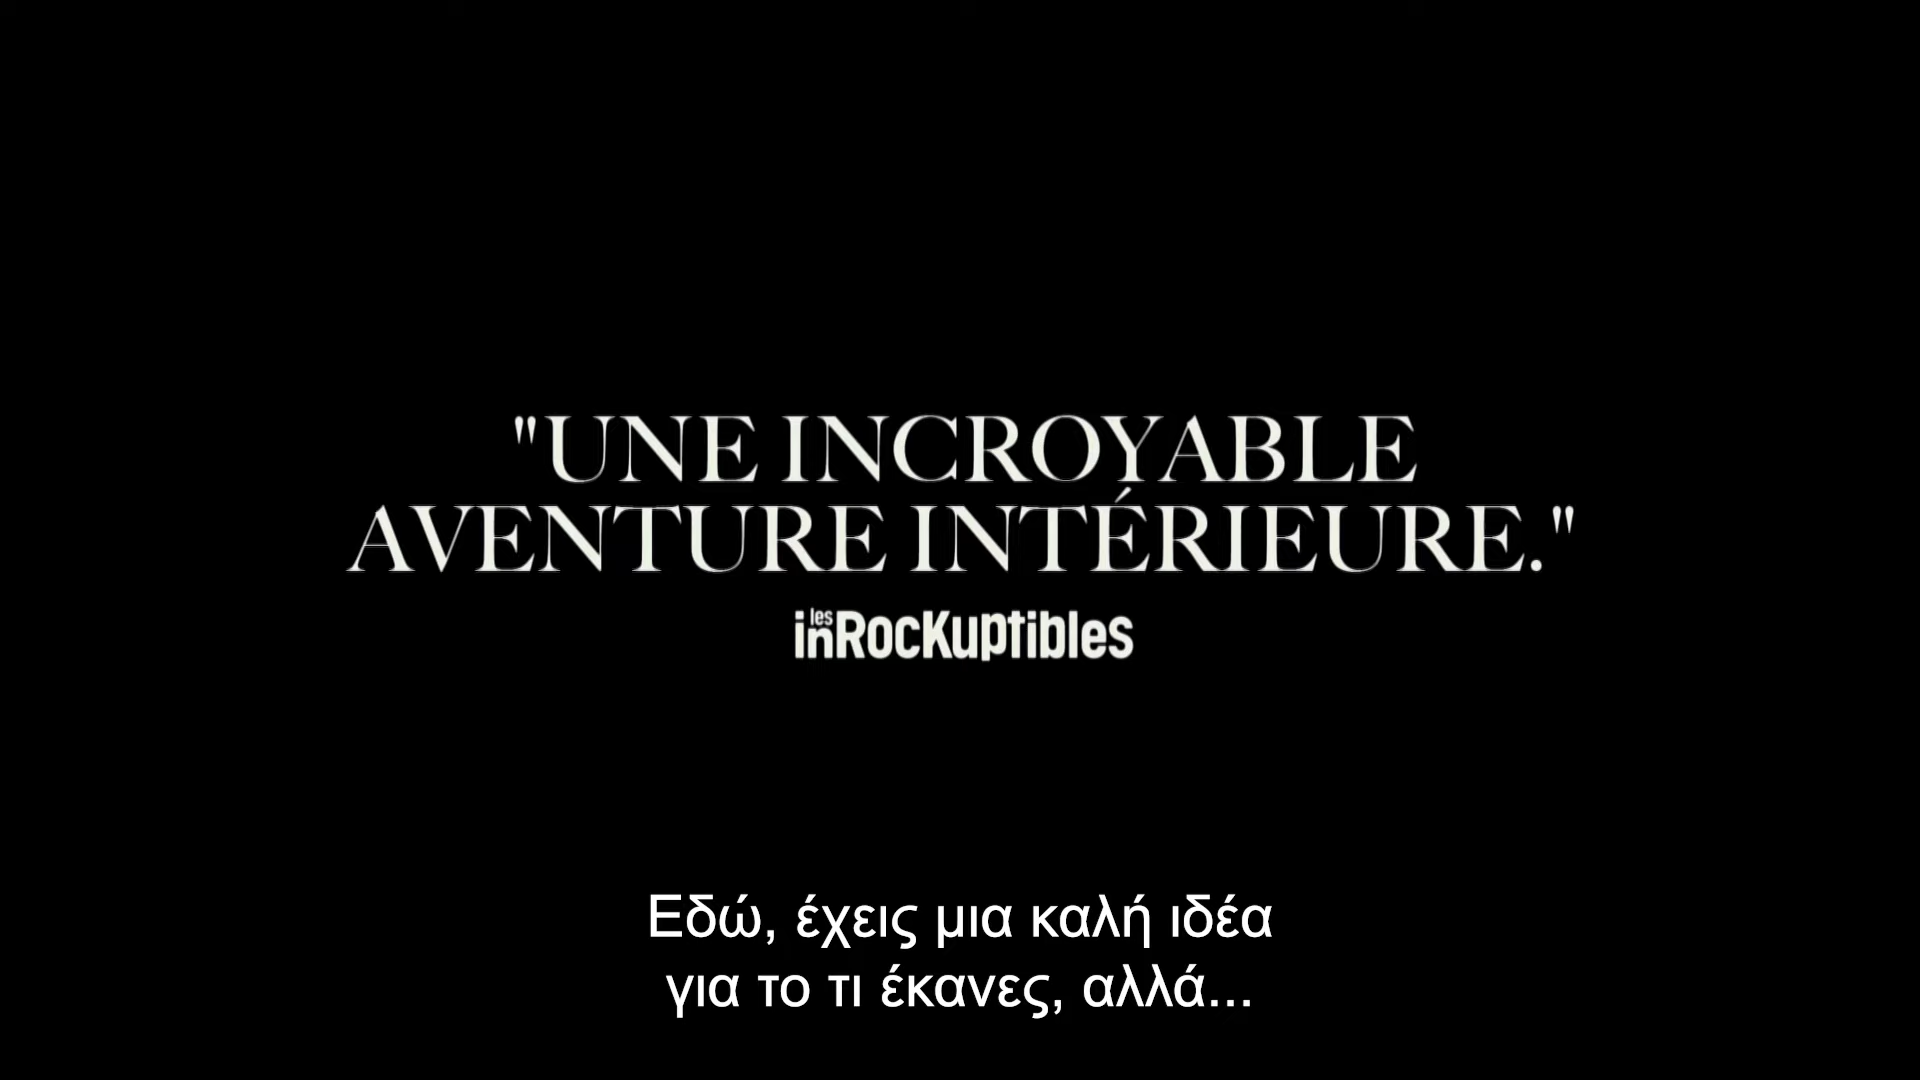 "UNE INCROYABLE
AVENTURE INTÉRIEURE."
les inRocKuptibles
Εδώ, έχεις μια καλή ιδέα
για το τι έκανες, αλλά...